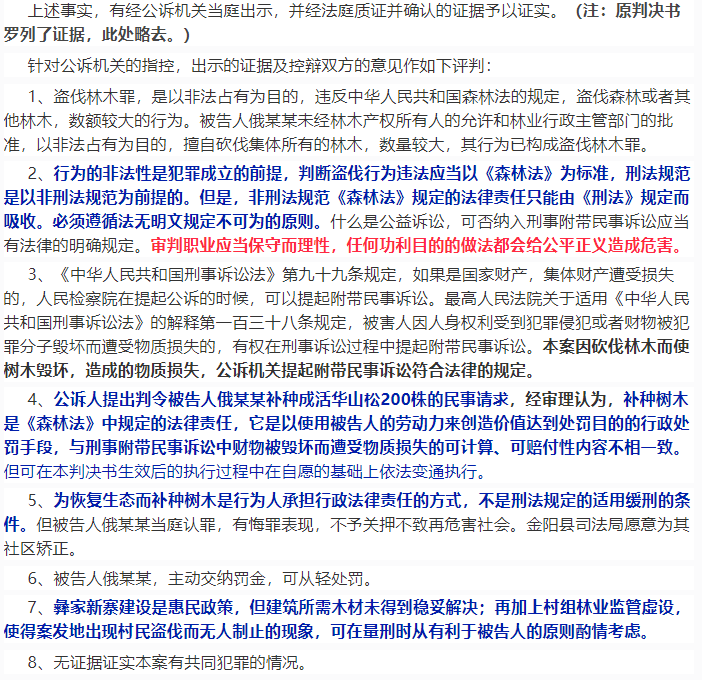 上述事实，有经公诉机关当庭出示，并经法庭质证并确认的证据予以证实。（注：原判决书
罗列了证据，此处略去。）
针对公诉机关的指控，出示的证据及控辩双方的意见作如下评判：
1、盗伐林木罪，是以非法占有为目的，违反中华人民共和国森林法的规定，盗伐森林或者其
他林木，数额较大的行为。被告人俄某某未经林木产权所有人的允许和林业行政主管部门的批
准，以非法占有为目的，擅自砍伐集体所有的林木，数量较大，其行为已构成盗伐林木罪。
2、行为的非法性是犯罪成立的前提，判断盗伐行为违法应当以《森林法》为标准，刑法规范
是以非刑法规范为前提的。但是，非刑法规范《森林法》规定的法律责任只能由《刑法》规定而
吸收。必须遵循法无明文规定不可为的原则。什么是公益诉讼，可否纳入刑事附带民事诉讼应当
有法律的明确规定。审判职业应当保守而理性，任何功利目的的做法都会给公平正义造成危害。
3、《中华人民共和国刑事诉讼法》第九十九条规定，如果是国家财产，集体财产遭受损失
的，人民检察院在提起公诉的时候，可以提起附带民事诉讼。最高人民法院关于适用《中华人民
共和国刑事诉讼法》的解释第一百三十八条规定，被害人因人身权利受到犯罪侵犯或者财物被犯
罪分子毁坏而遭受物质损失的，有权在刑事诉讼过程中提起附带民事诉讼。本案因砍伐林木而使
树木毁坏，造成的物质损失，公诉机关提起附带民事诉讼符合法律的规定。
4、公诉人提出判令被告人俄某某补种成活华山松200株的民事请求，经审理认为，补种树木
是《森林法》中规定的法律责任，它是以使用被告人的劳动力来创造价值达到处罚目的的行政处
罚手段，与刑事附带民事诉讼中财物被毁坏而遭受物质损失的可计算、可赔付性内容不相一致。
但可在本判决书生效后的执行过程中在自愿的基础上依法变通执行。
5、为恢复生态而补种树木是行为人承担行政法律责任的方式，不是刑法规定的适用缓刑的条
件。但被告人俄某某当庭认罪，有悔罪表现，不予关押不致再危害社会。金阳县司法局愿意为其
社区矫正。
6、被告人俄某某，主动交纳罚金，可从轻处罚。
7、彝家新寨建设是惠民政策，但建筑所需木材未得到稳妥解决；再加上村组林业监管虚设，
使得案发地出现村民盗伐而无人制止的现象，可在量刑时从有利于被告人的原则酌情考虑。
8、无证据证实本案有共同犯罪的情况。